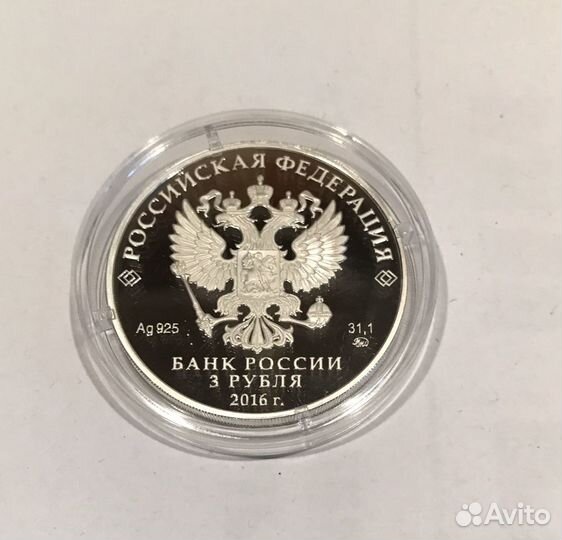 РОССИЙСКАЯ ФЕДЕРАЦИЯ
Ag 925
31,1
БАНК РОССИИ
3 РУБЛЯ
2016 г.
Avito